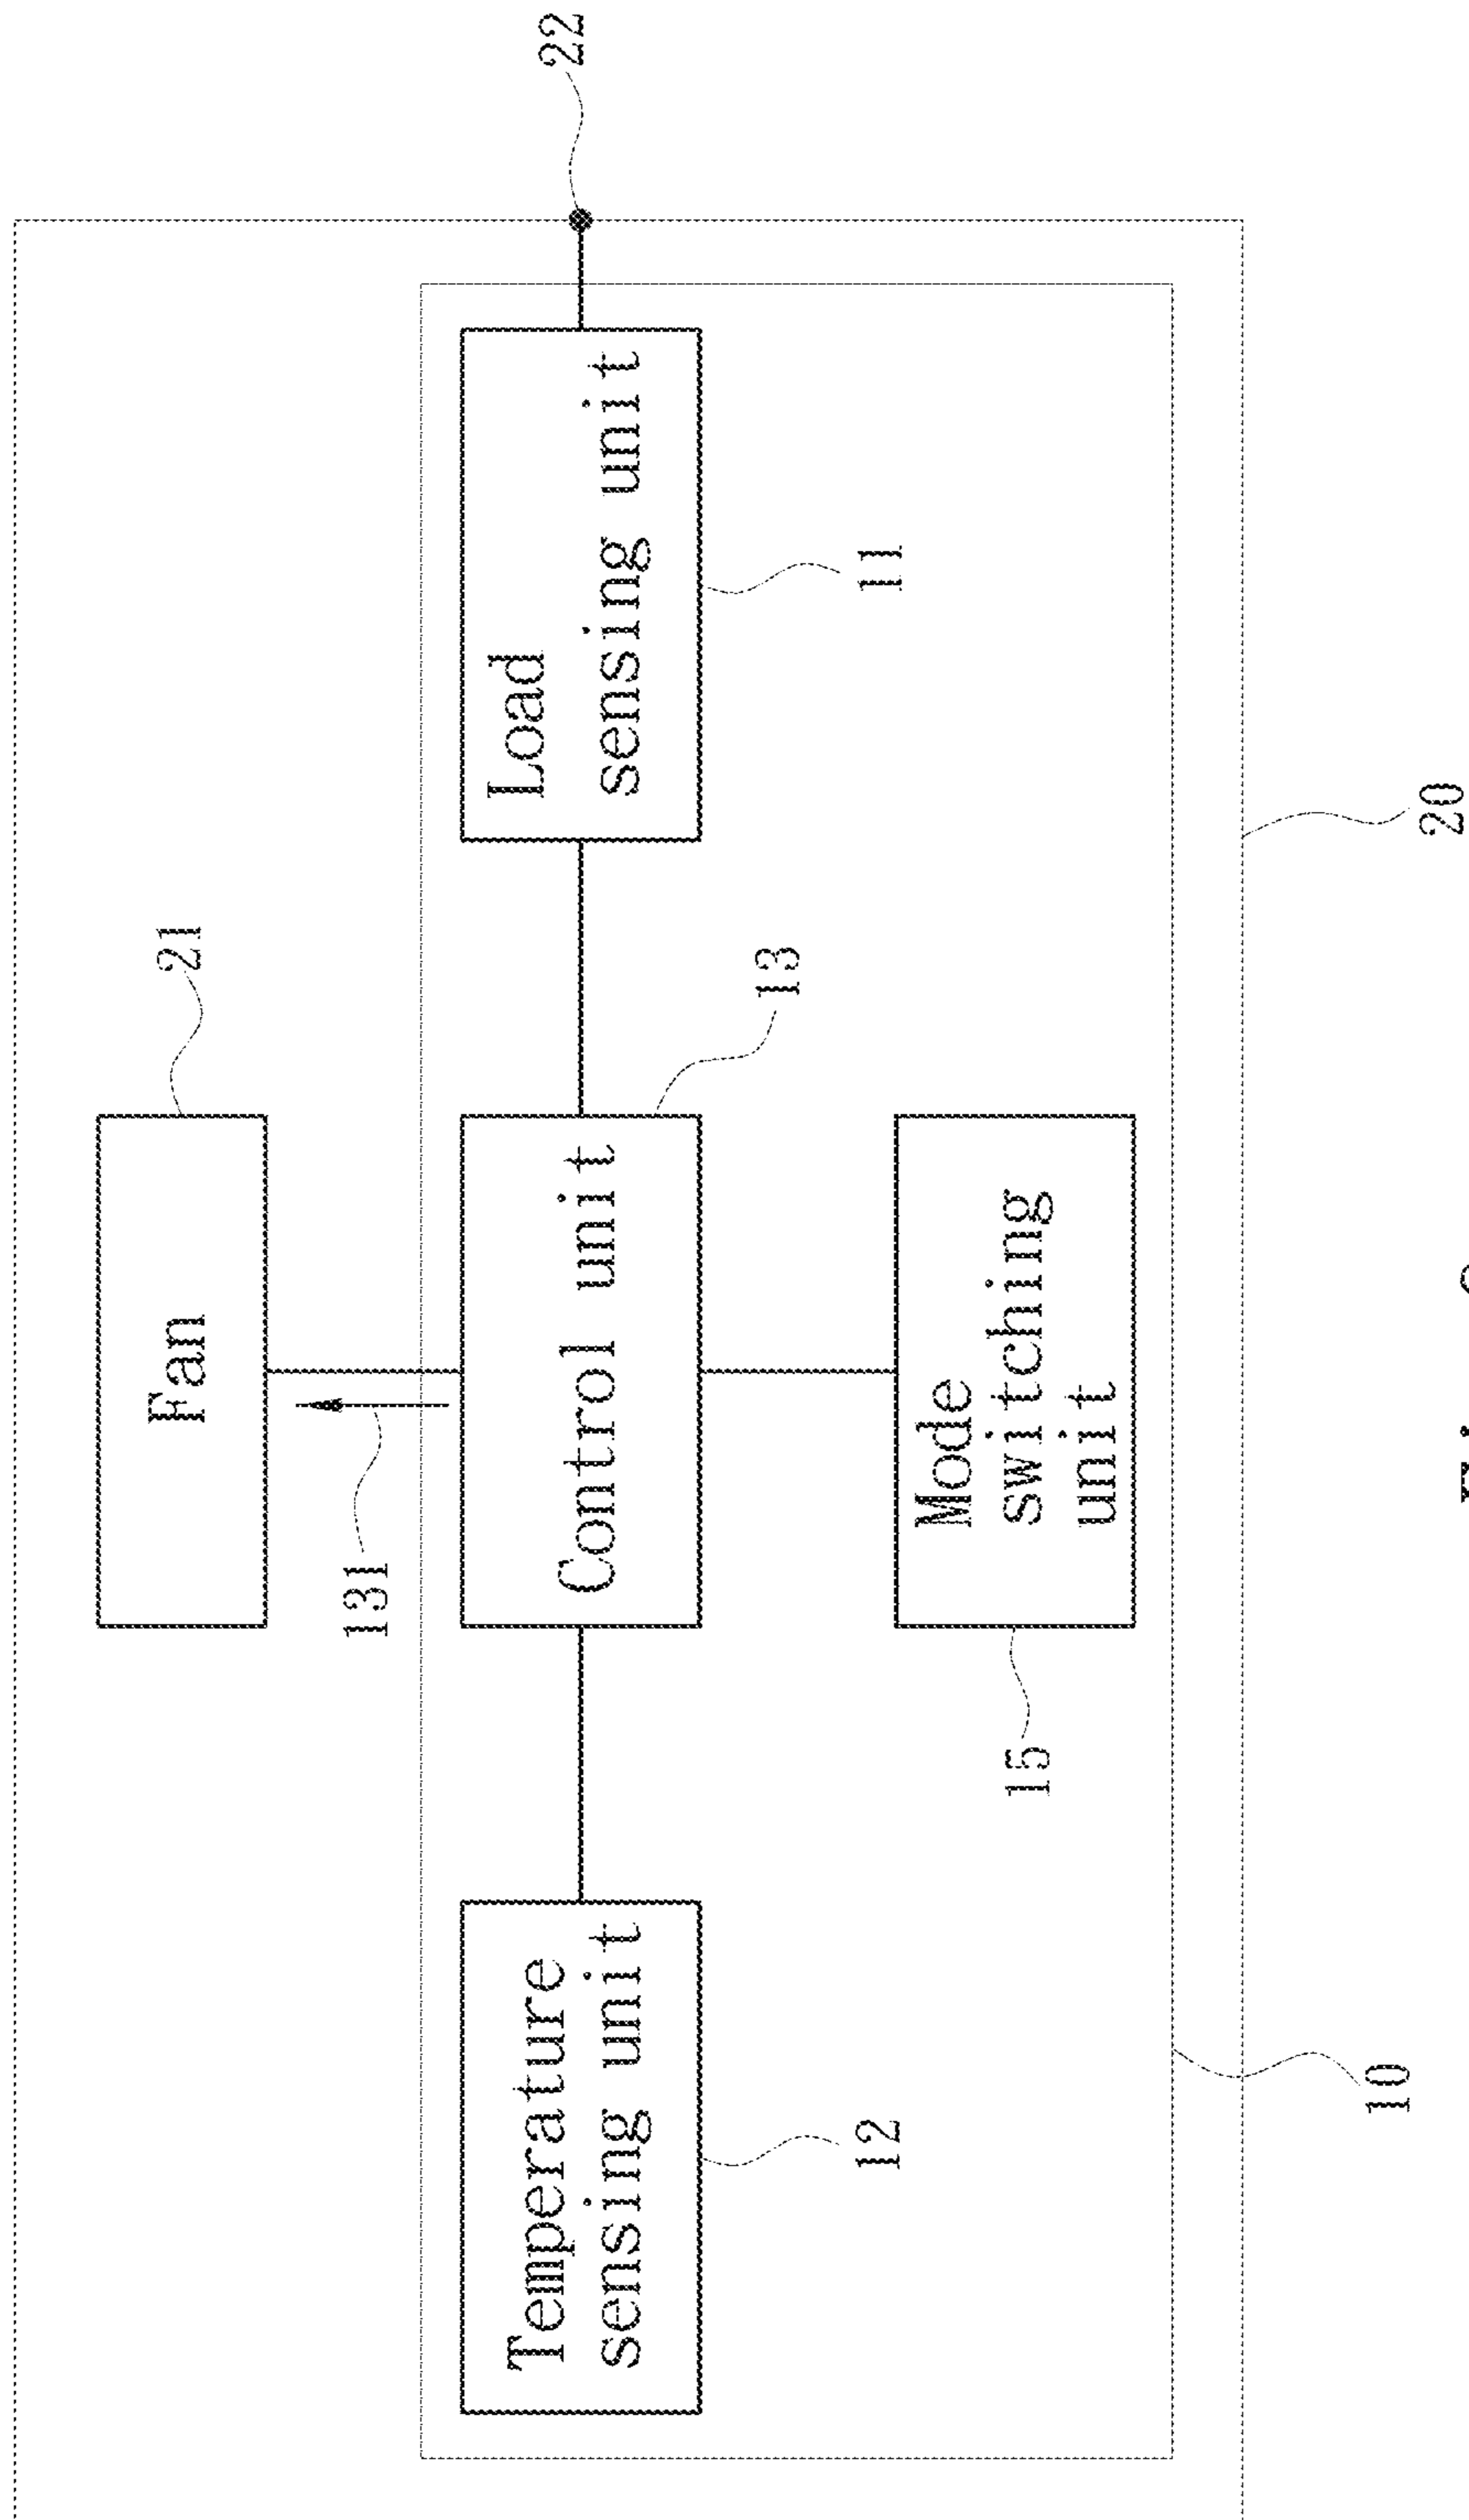 21
Fan
131
22
Temperature
sensing unit
Control unit
Load
sensing unit
13
12
11
Mode
switching
unit
15
10
20